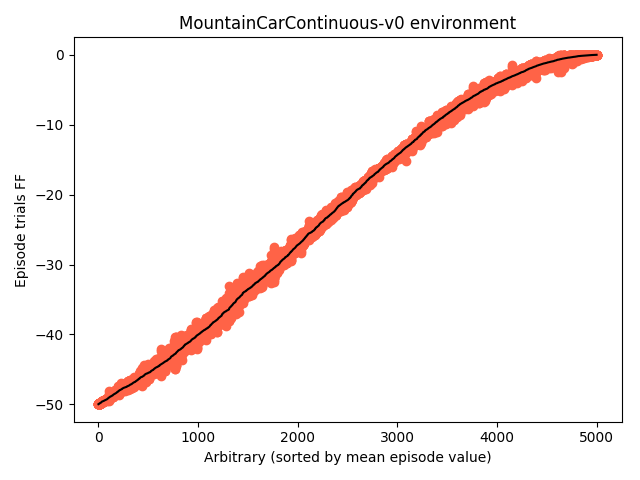 MountainCarContinuous-v0 environment
0
−10
−20
−30
−40
−50
Episode trials FF
0 1000 2000 3000 4000 5000
Arbitrary (sorted by mean episode value)